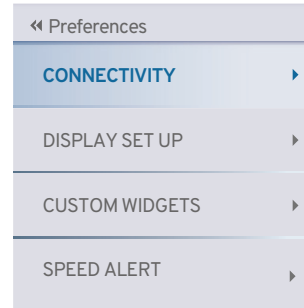 Preferences
CONNECTIVITY
DISPLAY SET UP
CUSTOM WIDGETS
SPEED ALERT